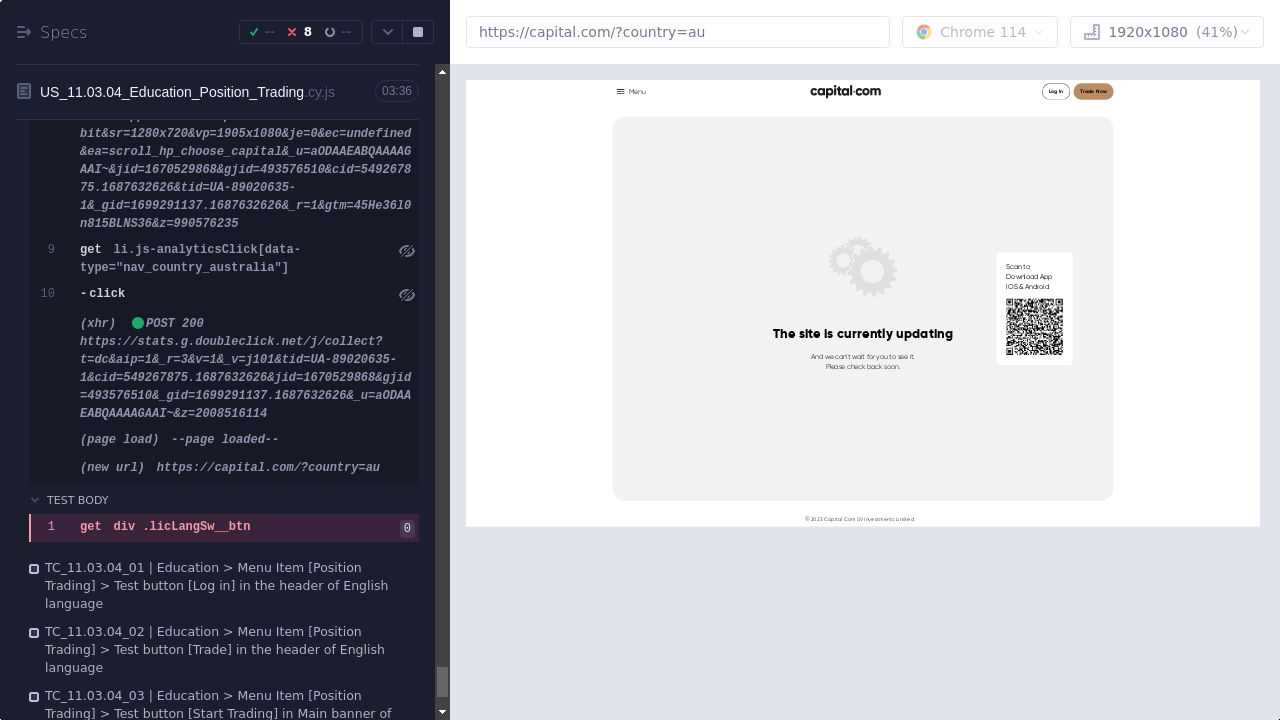 Specs
-- 8 --
US_11.03.04_Education_Position_Trading.cy.js 03:36
bit&sr=1280x720&vp=1905x1080&je=0&ec=undefined
&ea=scroll_hp_choose_capital&_u=aODAAEABQAAAAG
AAI~&jid=1670529868&gjid=493576510&cid=5492678
75.1687632626&tid=UA-89020635-
1&_gid=1699291137.1687632626&_r=1&gtm=45He36l0
n815BLNS36&z=990576235
9 get li.js-analyticsClick[data-
type="nav_country_australia"]
10 -click
(xhr) POST 200
https://stats.g.doubleclick.net/j/collect?
t=dc&aip=1&_r=3&v=1&_v=j101&tid=UA-89020635-
1&cid=549267875.1687632626&jid=1670529868&gjid
=493576510&_gid=1699291137.1687632626&_u=aODAA
EABQAAAAGAAI~&z=2008516114
(page load) --page loaded--
(new url) https://capital.com/?country=au
TEST BODY
1 get div .licLangSw__btn 0
TC_11.03.04_01 | Education > Menu Item [Position
Trading] > Test button [Log in] in the header of English
language
TC_11.03.04_02 | Education > Menu Item [Position
Trading] > Test button [Trade] in the header of English
language
TC_11.03.04_03 | Education > Menu Item [Position
Trading] > Test button [Start Trading] in Main banner of
https://capital.com/?country=au
Chrome 114
1920x1080 (41%)
Menu
capital.com
Log In
Trade Now
The site is currently updating
And we can't wait for you to see it.
Please check back soon.
Scan to
Download App
IOS & Android
© 2023 Capital Com SV Investments Limited